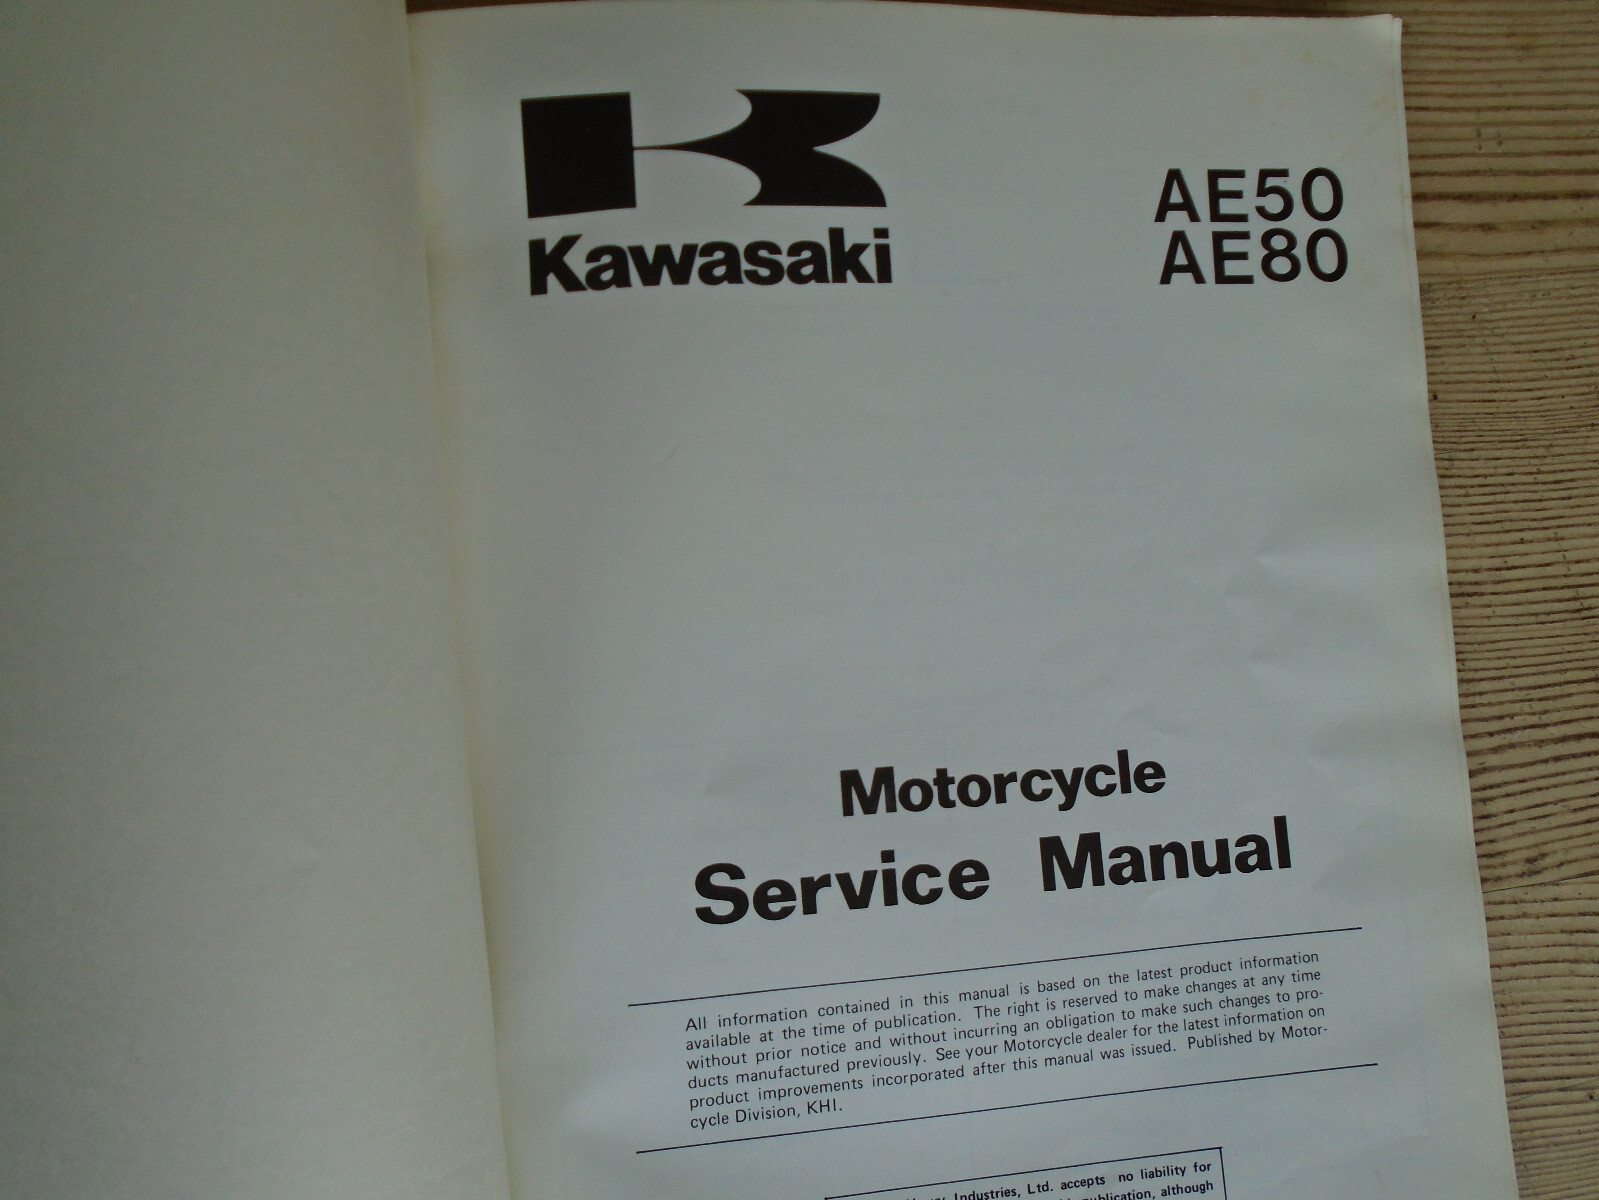 Kawasaki
AE50
AE80
Motorcycle
Service Manual
All information contained in this manual is based on the latest product information
available at the time of publication. The right is reserved to make changes at any time
without prior notice and without incurring an obligation to make such changes to pro-
ducts manufactured previously. See your Motorcycle dealer for the latest information on
product improvements incorporated after this manual was issued. Published by Motor-
cycle Division, KHI.
Industries, Ltd. accepts no liability for
publication, although